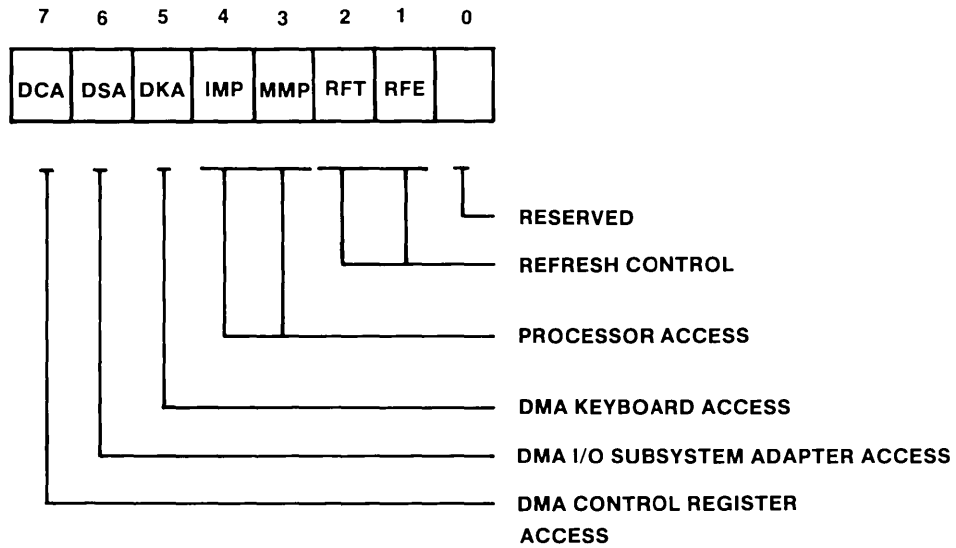 7 6 5 4 3 2 1 0
DCA DSA DKA IMP MMP RFT RFE
RESERVED
REFRESH CONTROL
PROCESSOR ACCESS
DMA KEYBOARD ACCESS
DMA I/O SUBSYSTEM ADAPTER ACCESS
DMA CONTROL REGISTER
ACCESS